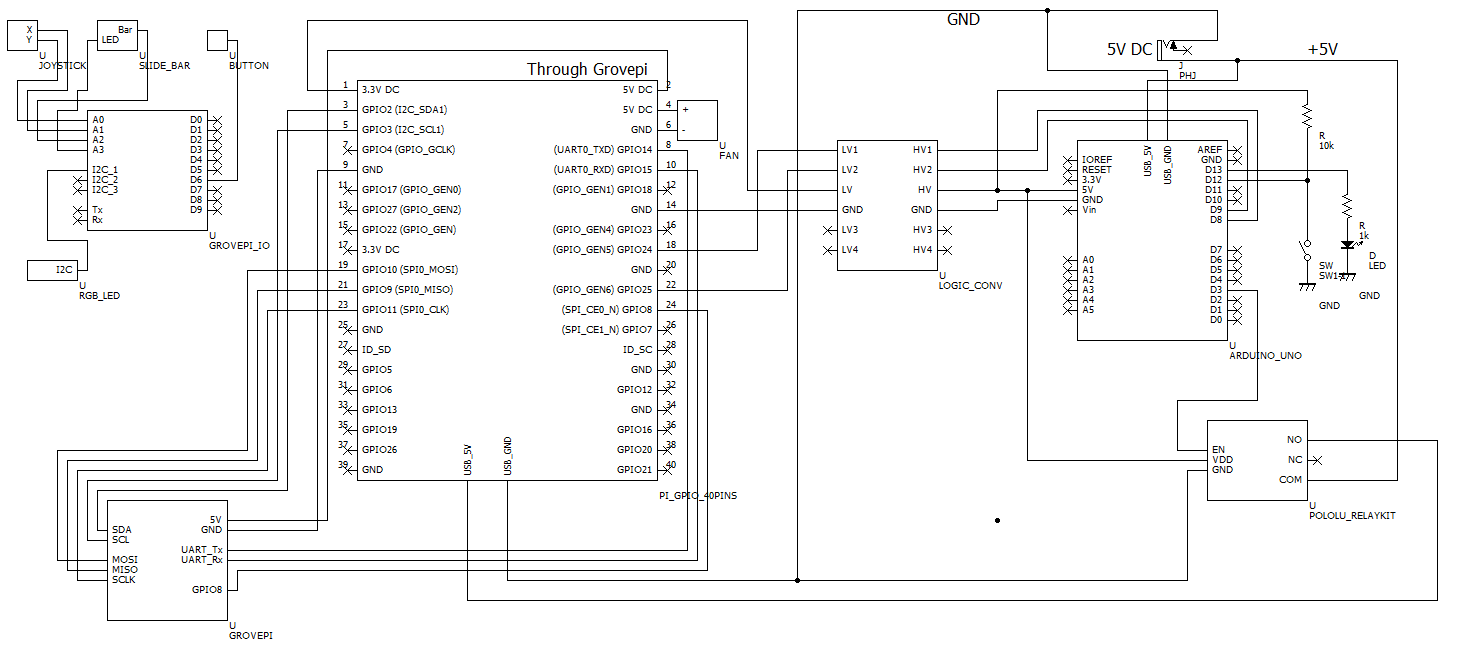 X
Y
U
JOYSTICK
Bar
LED
U
SLIDE_BAR
U
BUTTON
A0
A1
A2
A3
I2C_1
I2C_2
I2C_3
Tx
Rx
D0
D1
D2
D3
D4
D5
D6
D7
D8
D9
U
GROVEPI_IO
I2C
U
RGB_LED
Through Grovepi
1 3.3V DC
3 GPIO2 (I2C_SDA1)
5 GPIO3 (I2C_SCL1)
7 GPIO4 (GPIO_GCLK)
9 GND
11 GPIO17 (GPIO_GEN0)
13 GPIO27 (GPIO_GEN2)
15 GPIO22 (GPIO_GEN)
17 3.3V DC
19 GPIO10 (SPI0_MOSI)
21 GPIO9 (SPI0_MISO)
23 GPIO11 (SPI0_CLK)
25 GND
27 ID_SD
29 GPIO5
31 GPIO6
33 GPIO13
35 GPIO19
37 GPIO26
39 GND
5V DC 2
5V DC 4
GND 6
(UART0_TXD) GPIO14 8
(UART0_RXD) GPIO15 10
(GPIO_GEN1) GPIO18 12
GND 14
(GPIO_GEN4) GPIO23 16
(GPIO_GEN5) GPIO24 18
GND 20
(GPIO_GEN6) GPIO25 22
(SPI_CE0_N) GPIO8 24
(SPI_CE1_N) GPIO7 26
ID_SC 28
GND 30
GPIO12 32
GND 34
GPIO16 36
GPIO20 38
GPIO21 40
USB_5V
USB_GND
PI_GPIO_40PINS
+
-
U
FAN
SDA
SCL
MOSI
MISO
SCLK
5V
GND
UART_Tx
UART_Rx
GPIO8
U
GROVEPI
LV1
LV2
LV
GND
LV3
LV4
HV1
HV2
HV
GND
HV3
HV4
U
LOGIC_CONV
GND
5V DC
+5V
J
PHJ
IOREF
RESET
3.3V
5V
GND
Vin
A0
A1
A2
A3
A4
A5
USB_5V
USB_GND
AREF
GND
D13
D12
D11
D10
D9
D8
D7
D6
D5
D4
D3
D2
D1
D0
U
ARDUINO_UNO
R
10k
R
1k
D
LED
SW
GND
GND
EN
VDD
GND
NO
NC
COM
U
POLOLU_RELAYKIT